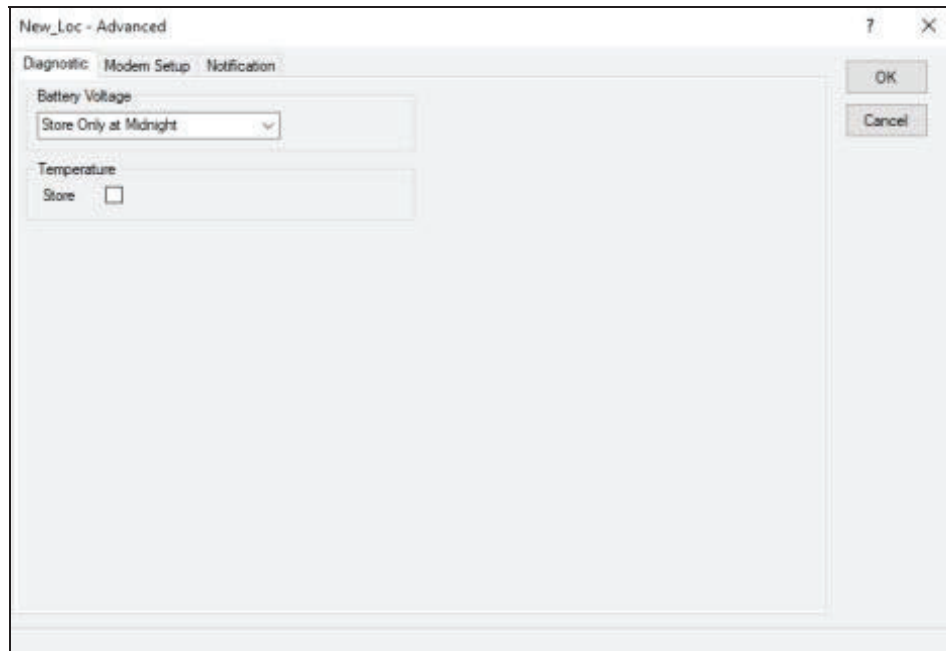 New_Loc - Advanced
?
Diagnostic Modem Setup Notification
OK
Battery Voltage
Store Only at Midnight
Cancel
Temperature
Store